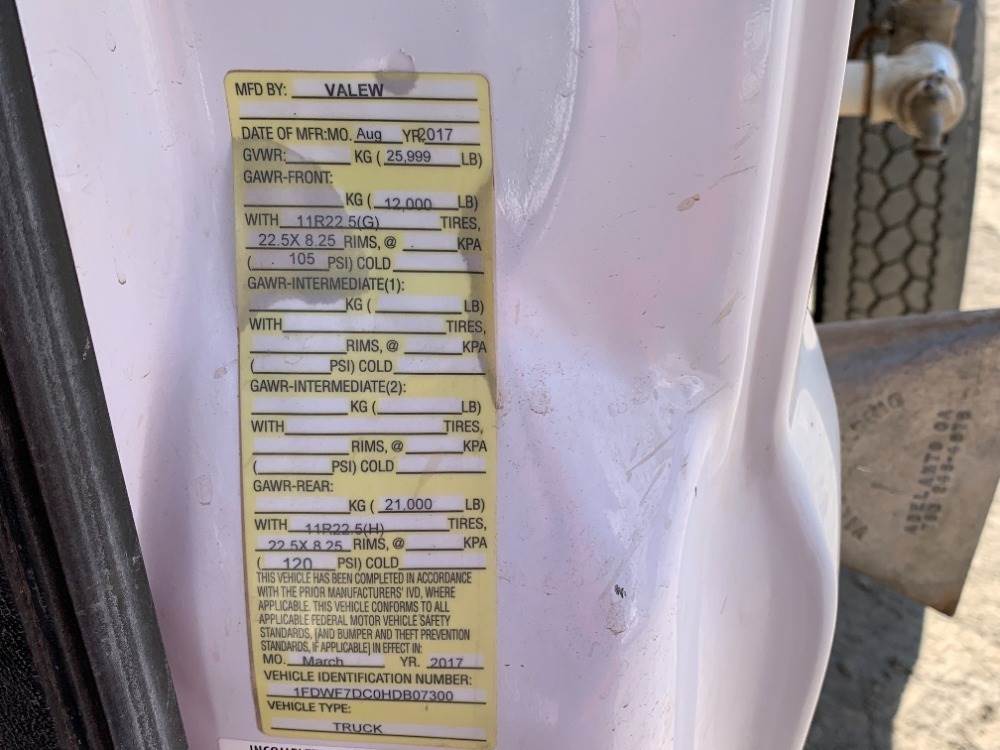 MFD BY: VALEW
DATE OF MFR:MO. Aug YR 2017
GVWR: KG ( 25,999 LB)
GAWR-FRONT:
KG ( 12,000 LB)
WITH 11R22.5(G) TIRES,
22.5X 8.25 RIMS, @ KPA
( 105 PSI) COLD
GAWR-INTERMEDIATE(1):
KG ( LB)
WITH TIRES,
RIMS, @ KPA
( PSI) COLD
GAWR-INTERMEDIATE(2):
KG ( LB)
WITH TIRES,
RIMS, @ KPA
( PSI) COLD
GAWR-REAR:
KG ( 21,000 LB)
WITH 11R22.5(H) TIRES,
22.5X 8.25 RIMS, @ KPA
( 120 PSI) COLD
THIS VEHICLE HAS BEEN COMPLETED IN ACCORDANCE
WITH THE PRIOR MANUFACTURERS' IVD, WHERE
APPLICABLE. THIS VEHICLE CONFORMS TO ALL
APPLICABLE FEDERAL MOTOR VEHICLE SAFETY
STANDARDS, [AND BUMPER AND THEFT PREVENTION
STANDARDS, IF APPLICABLE] IN EFFECT IN:
MO. March YR. 2017
VEHICLE IDENTIFICATION NUMBER:
1FDWF7DC0HDB07300
VEHICLE TYPE:
TRUCK
ADELANTO CA